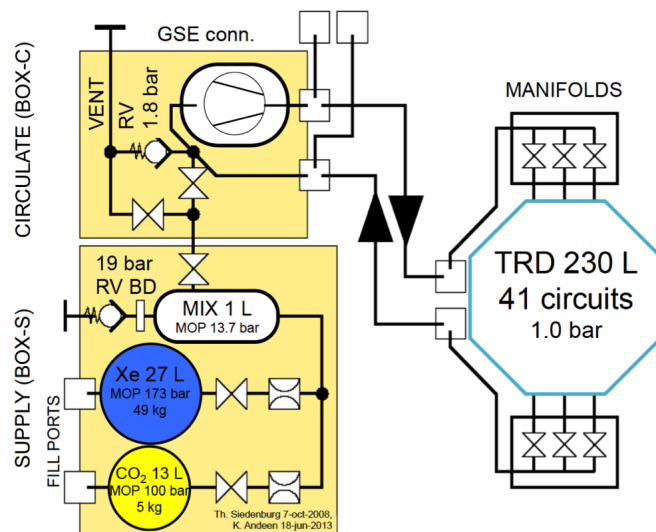 GSE conn.
CIRCULATE (BOX-C)
VENT
RV
1.8 bar
MANIFOLDS
TRD 230 L
41 circuits
1.0 bar
SUPPLY (BOX-S)
19 bar
RV BD
MIX 1 L
MOP 13.7 bar
Xe 27 L
MOP 173 bar
49 kg
FILL PORTS
CO₂ 13 L
MOP 100 bar
5 kg
Th. Siedenburg 7-oct-2008,
K. Andeen 18-jun-2013